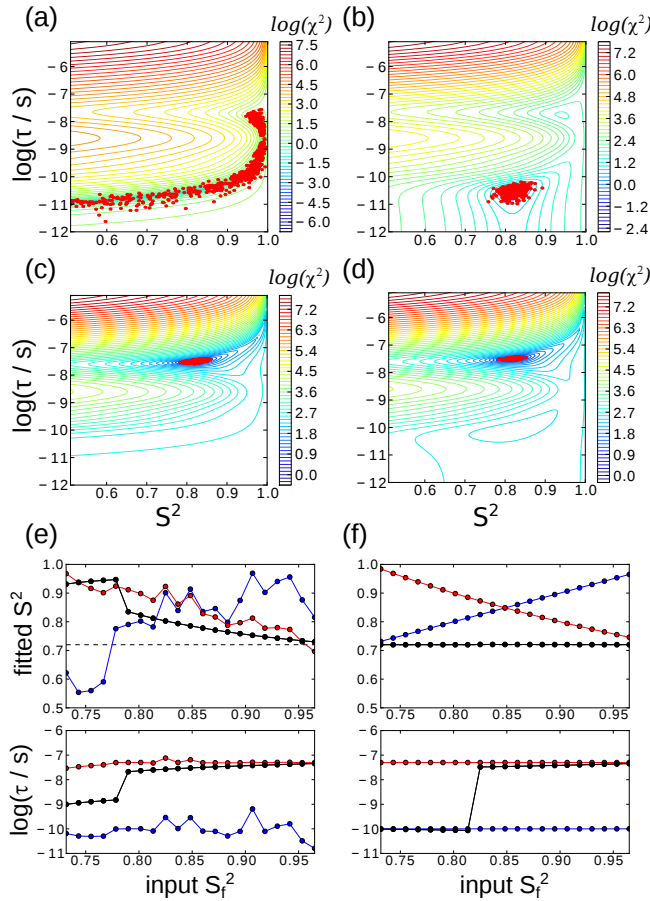 (a) log(χ²) (b) log(χ²)
log(τ / s)
−6 −7 −8 −9 −10 −11 −12
0.6 0.7 0.8 0.9 1.0
7.5 6.0 4.5 3.0 1.5 0.0 −1.5 −3.0 −4.5 −6.0
−6 −7 −8 −9 −10 −11 −12
0.6 0.7 0.8 0.9 1.0
7.2 6.0 4.8 3.6 2.4 1.2 0.0 −1.2 −2.4
(c) log(χ²) (d) log(χ²)
log(τ / s)
−6 −7 −8 −9 −10 −11 −12
0.6 0.7 0.8 0.9 1.0
S²
7.2 6.3 5.4 4.5 3.6 2.7 1.8 0.9 0.0
−6 −7 −8 −9 −10 −11 −12
0.6 0.7 0.8 0.9 1.0
S²
7.2 6.3 5.4 4.5 3.6 2.7 1.8 0.9 0.0
(e) (f)
fitted S²
1.0 0.9 0.8 0.7 0.6 0.5
0.75 0.80 0.85 0.90 0.95
1.0 0.9 0.8 0.7 0.6 0.5
0.75 0.80 0.85 0.90 0.95
log(τ / s)
−6 −7 −8 −9 −10 −11
0.75 0.80 0.85 0.90 0.95
input S_f²
−6 −7 −8 −9 −10 −11
0.75 0.80 0.85 0.90 0.95
input S_f²